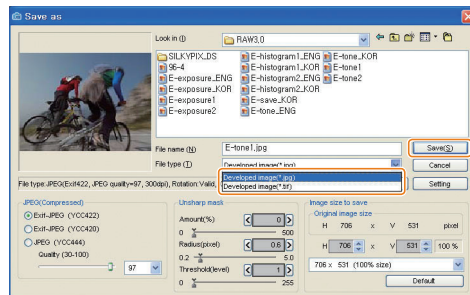 Save as
Look in (I)
RAW3.0
SILKYPIX_DS
96-4
E-exposure_ENG
E-exposure_KOR
E-exposure1
E-exposure2
E-histogram1_ENG
E-histogram1_KOR
E-histogram2_ENG
E-histogram2_KOR
E-save_KOR
E-tone_ENG
E-tone_KOR
E-tone1
E-tone2
File name (N)
E-tone1.jpg
Save(S)
File type (T)
Developed image(*.jpg)
Cancel
Developed image(*.jpg)
Developed image(*.tif)
File type:JPEG(Exif422, JPEG quality=97, 300dpi), Rotation:Valid,
Setting
JPEG(Compressed)
Exif-JPEG (YCC422)
Exif-JPEG (YCC420)
JPEG (YCC444)
Quality (30-100)
97
Unsharp mask
Amount(%)
0
0
500
Radius(pixel)
0.6
0.2
5.0
Threshold(level)
1
0
255
Image size to save
Original image size
H 706 x V 531 pixel
H 706 x V 531 100 %
706 x 531 (100% size)
Default